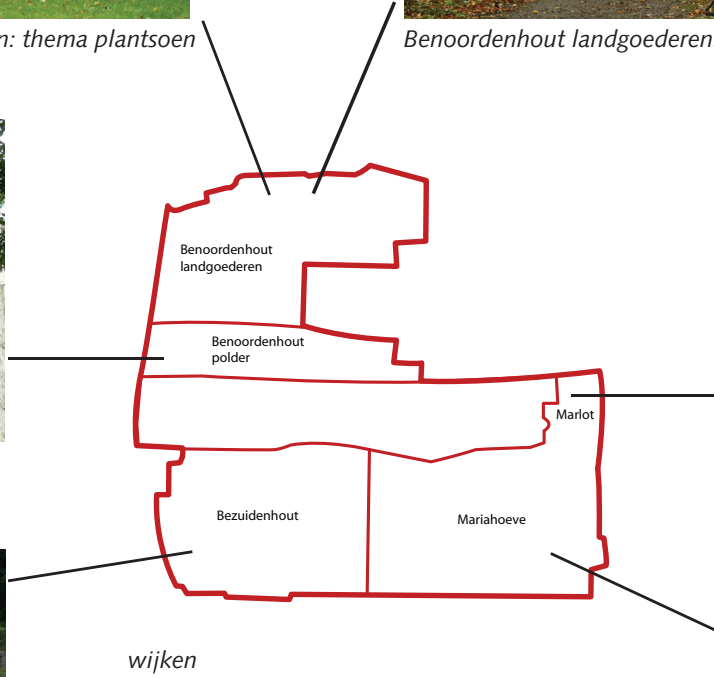 n: thema plantsoen
Benoordenhout landgoederen
Benoordenhout
landgoederen
Benoordenhout
polder
Marlot
Bezuidenhout
Mariahoeve
wijken